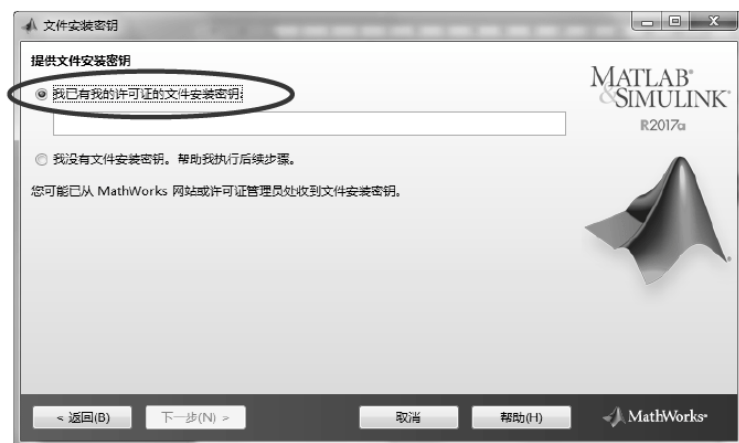 文件安装密钥
提供文件安装密钥
我已有我的许可证的文件安装密钥:
我没有文件安装密钥。帮助我执行后续步骤。
您可能已从 MathWorks 网站或许可证管理员处收到文件安装密钥。
MATLAB®
&SIMULINK®
R2017a
< 返回(B)
下一步(N) >
取消
帮助(H)
MathWorks®